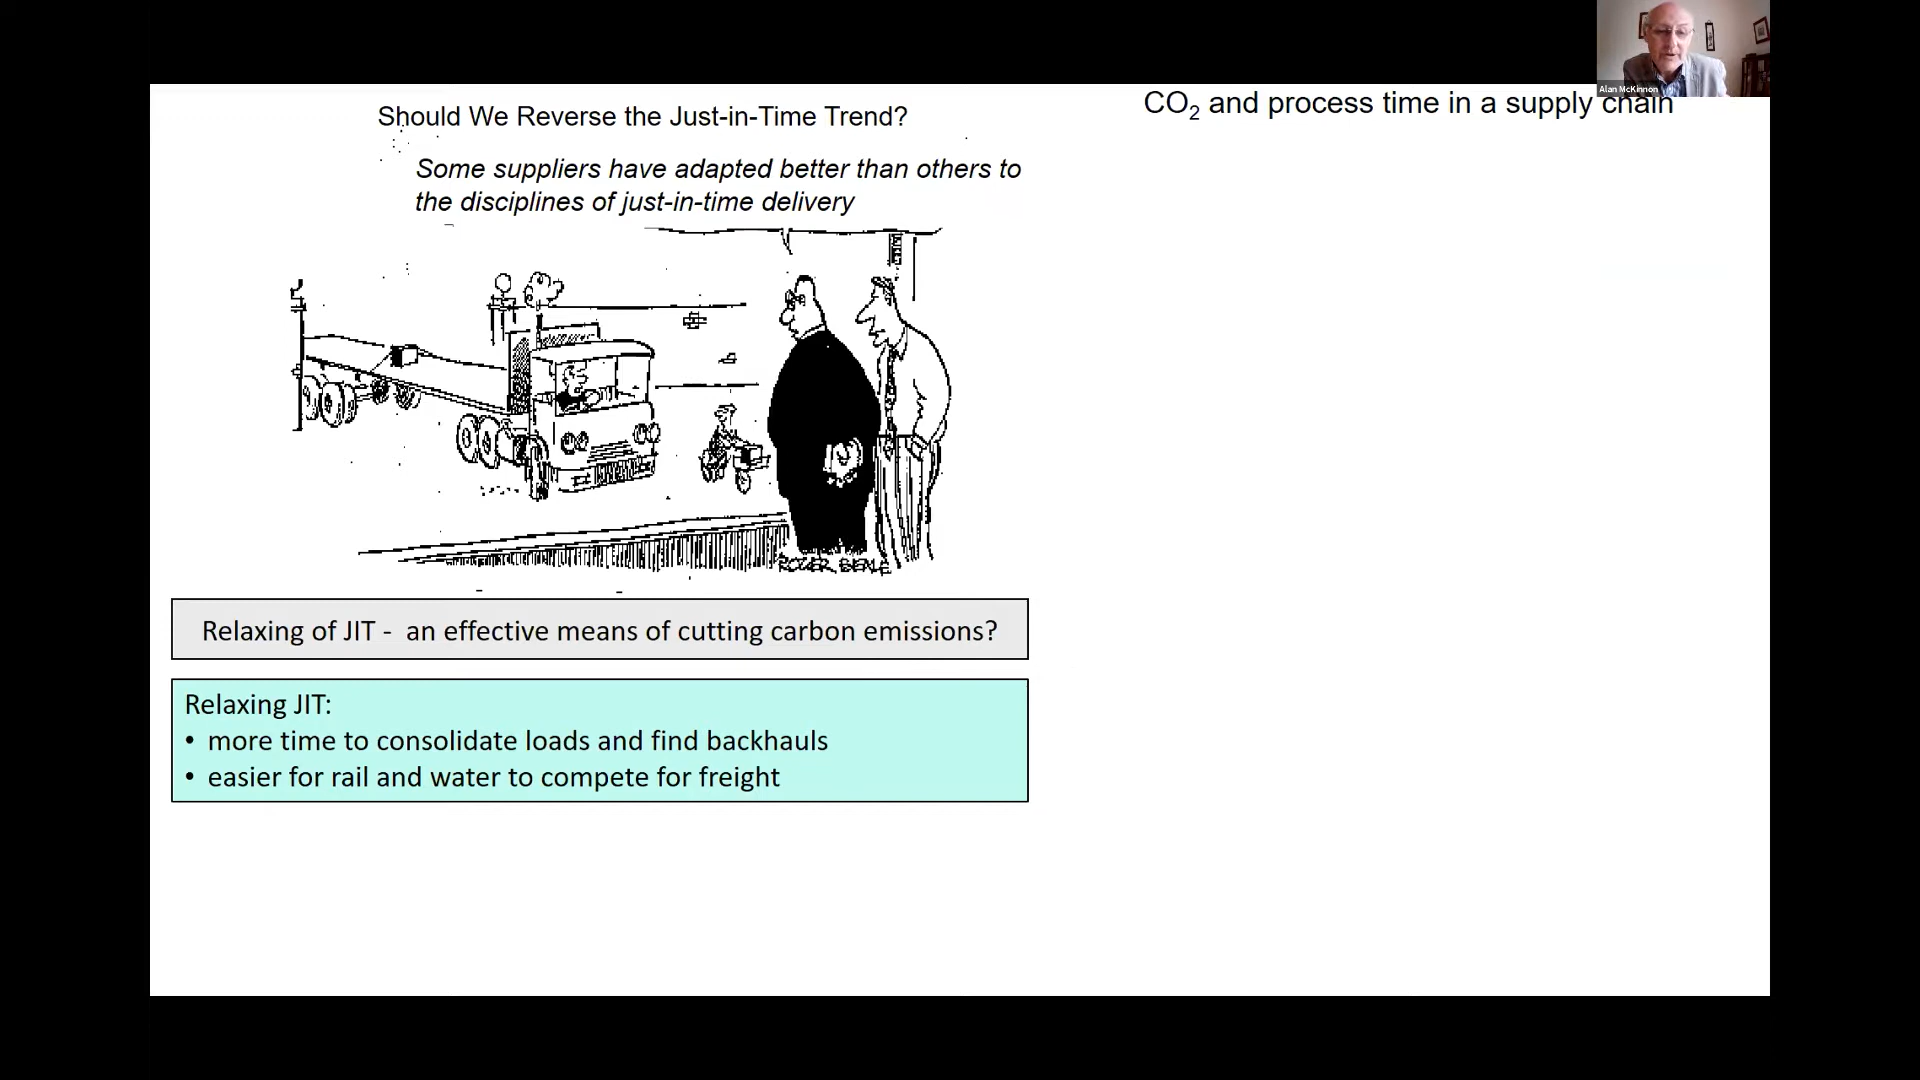 Alan McKinnon
Should We Reverse the Just-in-Time Trend?
CO₂ and process time in a supply chain
Some suppliers have adapted better than others to
the disciplines of just-in-time delivery
ROGER BEALE
Relaxing of JIT - an effective means of cutting carbon emissions?
Relaxing JIT:
• more time to consolidate loads and find backhauls
• easier for rail and water to compete for freight